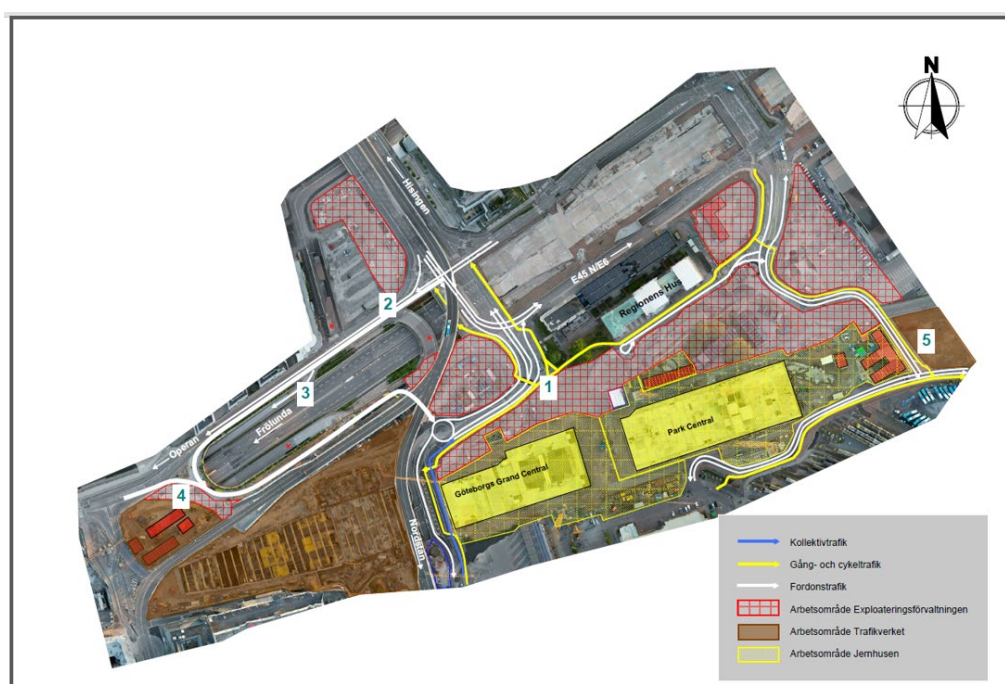 N
Hisingen
E45 N/E6
Regionens Hus
2
5
3
1
Frölunda
Park Central
Operan
Göteborgs Grand Central
4
Nordstan
Kollektivtrafik
Gång- och cykeltrafik
Fordonstrafik
Arbetsområde Exploateringsförvaltningen
Arbetsområde Trafikverket
Arbetsområde Jernhusen